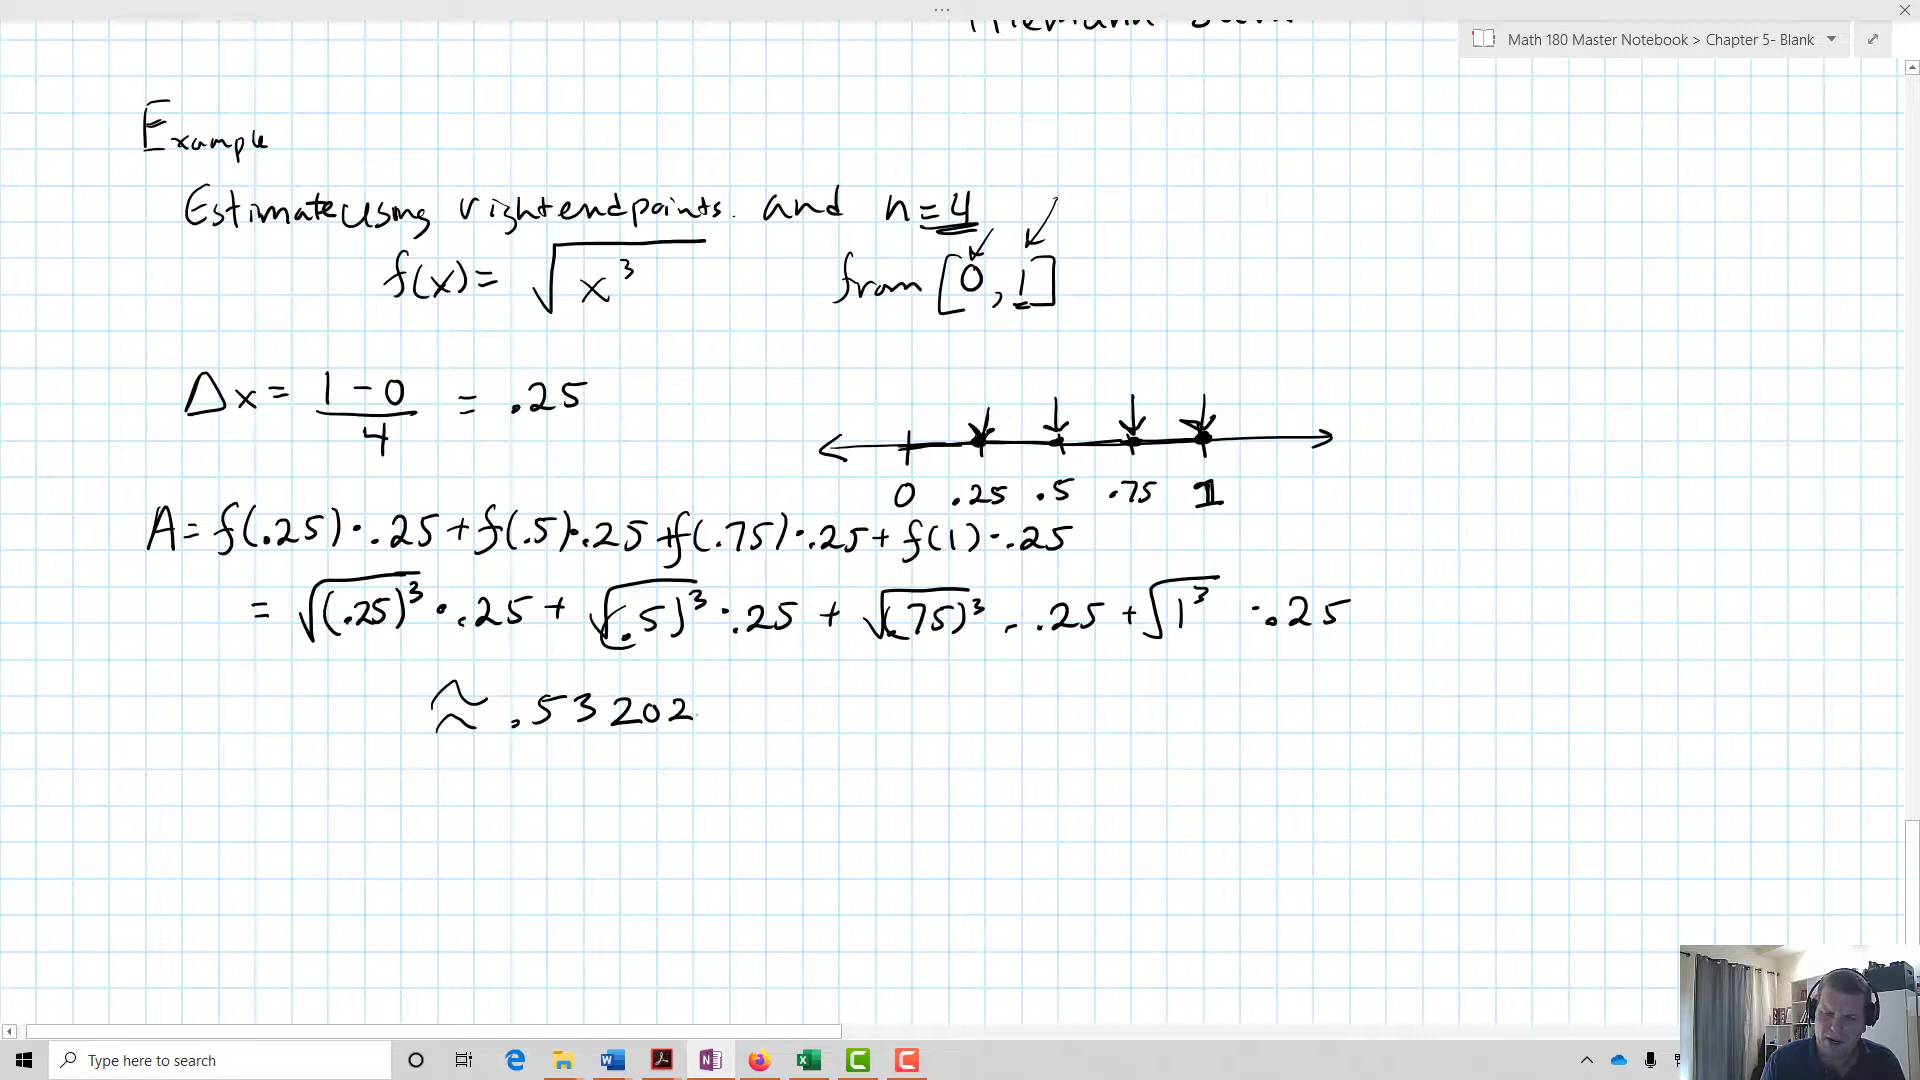 Math 180 Master Notebook > Chapter 5- Blank
Example
Estimate using right endpoints. and n=4
f(x)= √x³ from [0,1]
Δx= 1-0/4 = .25
0 .25 .5 .75 1
A= f(.25)·.25+f(.5)·.25+f(.75)·.25+f(1)·.25
= √(.25)³·.25+√(.5)³·.25+√(.75)³·.25+√1³·.25
≈ .53202
Type here to search